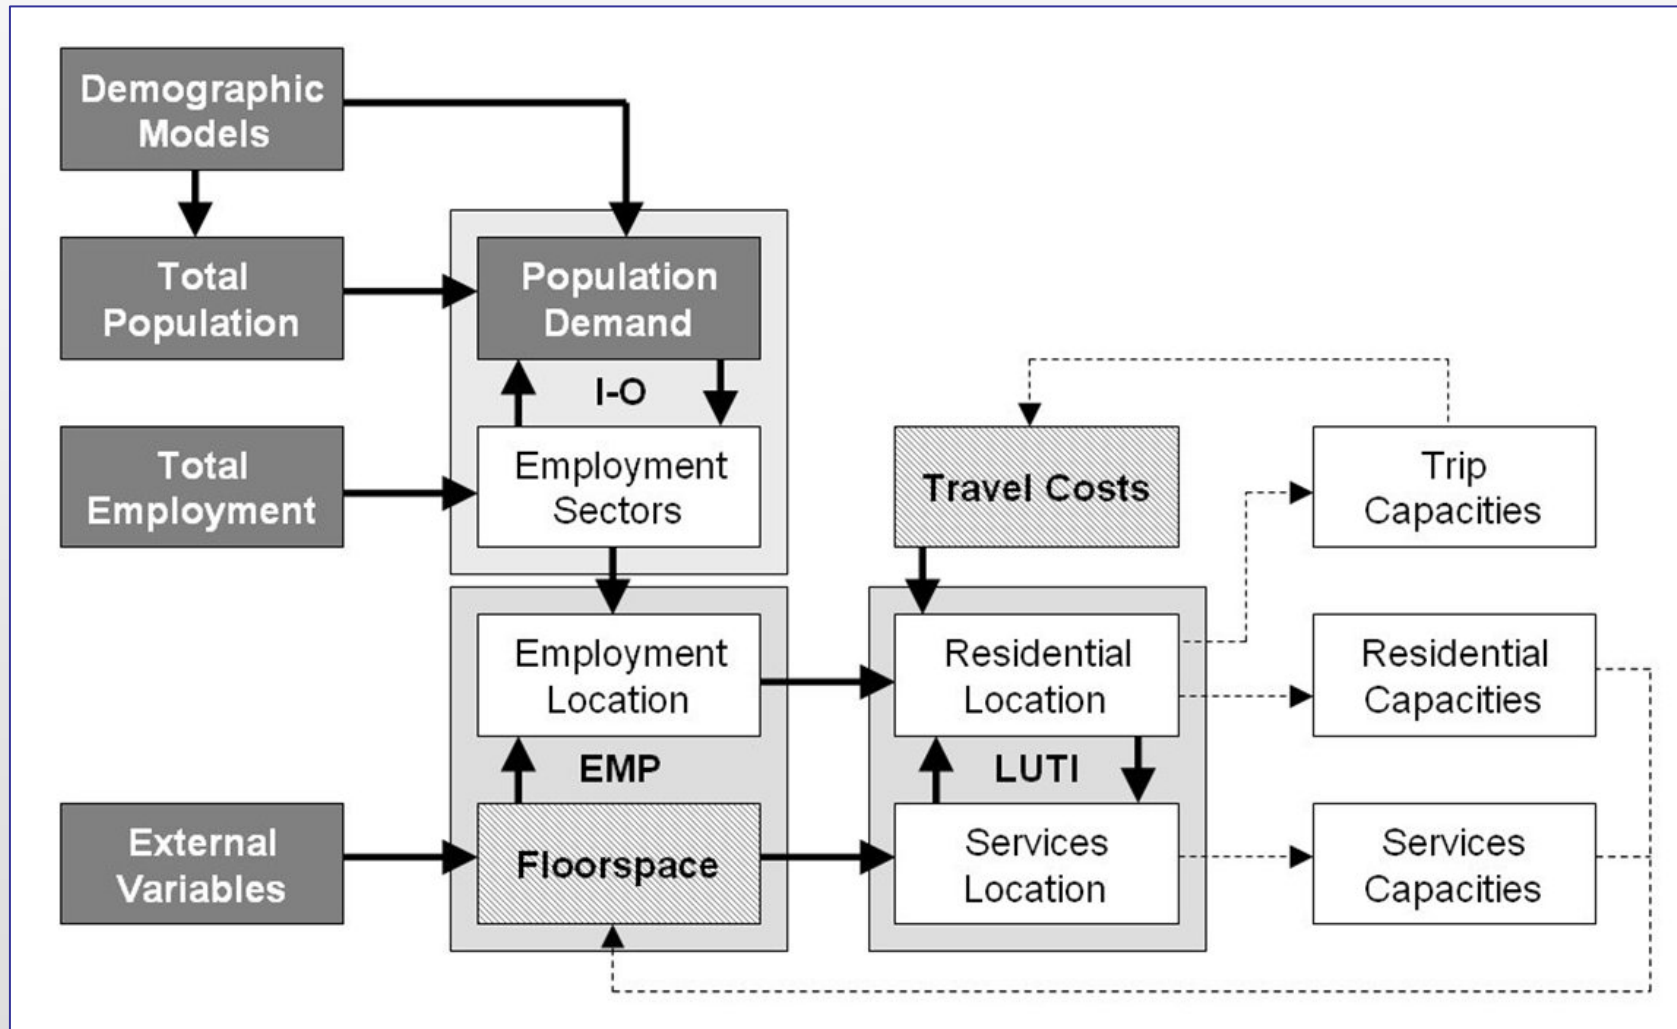 Demographic
Models
Total
Population
Population
Demand
I-O
Total
Employment
Employment
Sectors
Travel Costs
Trip
Capacities
Employment
Location
Residential
Location
Residential
Capacities
EMP
LUTI
External
Variables
Floorspace
Services
Location
Services
Capacities